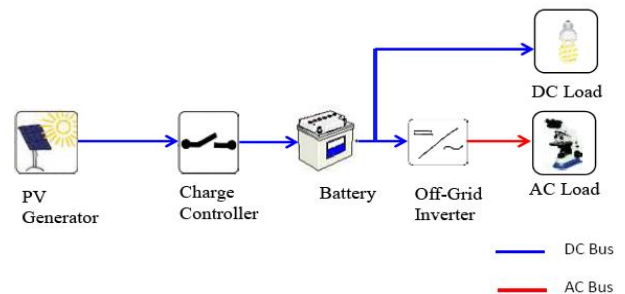 DC Load
PV
Generator
Charge
Controller
Battery
Off-Grid
Inverter
AC Load
DC Bus
AC Bus